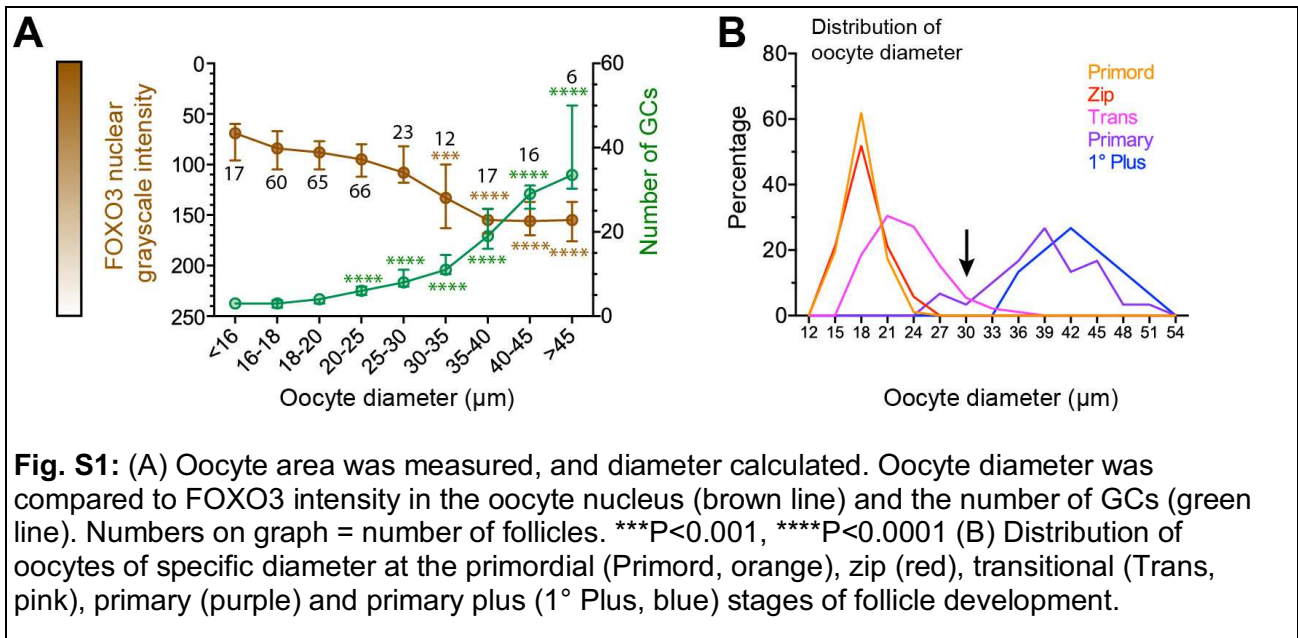 A
FOXO3 nuclear
grayscale intensity
0
50
100
150
200
250
17
60
65
66
23
12
***
17
****
16
****
6
****
****
****
****
****
****
****
60
40
20
0
Number of GCs
<16
16-18
18-20
20-25
25-30
30-35
35-40
40-45
>45
Oocyte diameter (µm)
B
Distribution of
oocyte diameter
Percentage
80
60
40
20
0
Primord
Zip
Trans
Primary
1° Plus
12 15 18 21 24 27 30 33 36 39 42 45 48 51 54
Oocyte diameter (µm)
Fig. S1: (A) Oocyte area was measured, and diameter calculated. Oocyte diameter was
compared to FOXO3 intensity in the oocyte nucleus (brown line) and the number of GCs (green
line). Numbers on graph = number of follicles. ***P<0.001, ****P<0.0001 (B) Distribution of
oocytes of specific diameter at the primordial (Primord, orange), zip (red), transitional (Trans,
pink), primary (purple) and primary plus (1° Plus, blue) stages of follicle development.